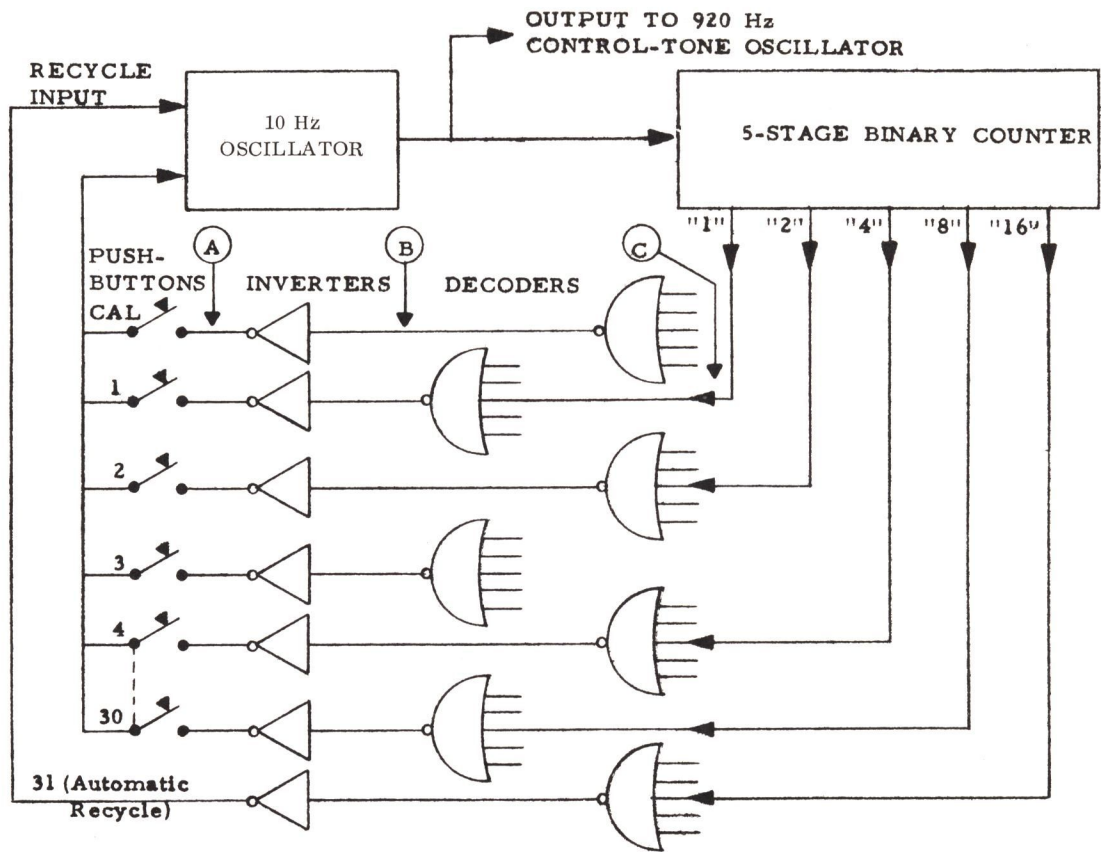 OUTPUT TO 920 Hz
CONTROL-TONE OSCILLATOR
RECYCLE
INPUT
10 Hz
OSCILLATOR
5-STAGE BINARY COUNTER
"1" "2" "4" "8" "16"
A B C
PUSH-
BUTTONS INVERTERS DECODERS
CAL
1
2
3
4
30
31 (Automatic
Recycle)